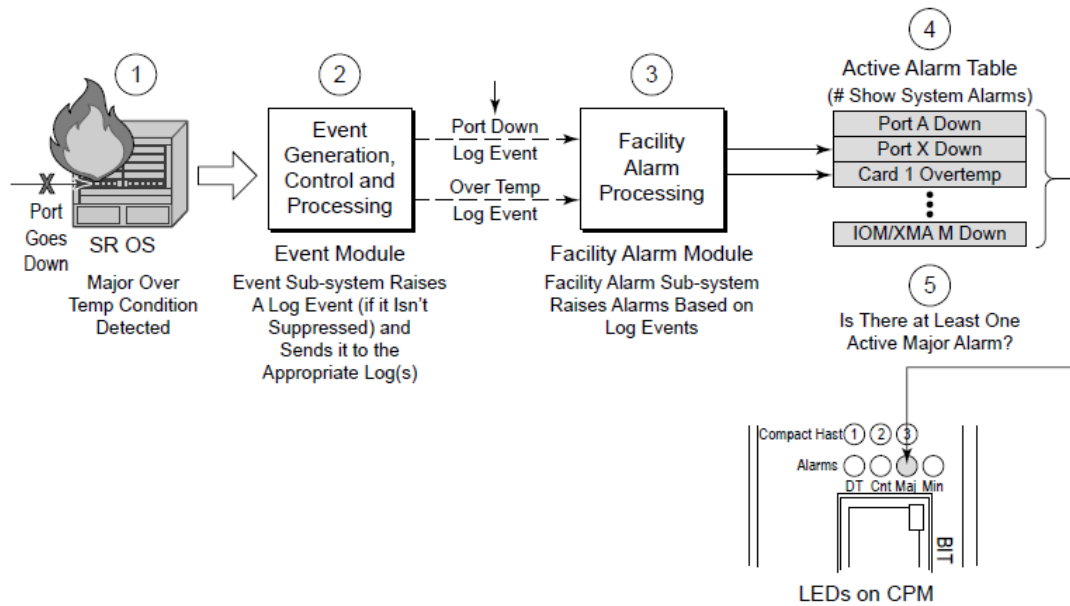 1
X
Port
Goes
Down
SR OS
Major Over
Temp Condition
Detected
2
Event
Generation,
Control and
Processing
Event Module
Event Sub-system Raises
A Log Event (if it Isn't
Suppressed) and
Sends it to the
Appropriate Log(s)
Port Down
Log Event
Over Temp
Log Event
3
Facility
Alarm
Processing
Facility Alarm Module
Facility Alarm Sub-system
Raises Alarms Based on
Log Events
4
Active Alarm Table
(# Show System Alarms)
Port A Down
Port X Down
Card 1 Overtemp
IOM/XMA M Down
5
Is There at Least One
Active Major Alarm?
Compact Hast 1 2 3
Alarms
DT Cnt Maj Min
BIT
LEDs on CPM